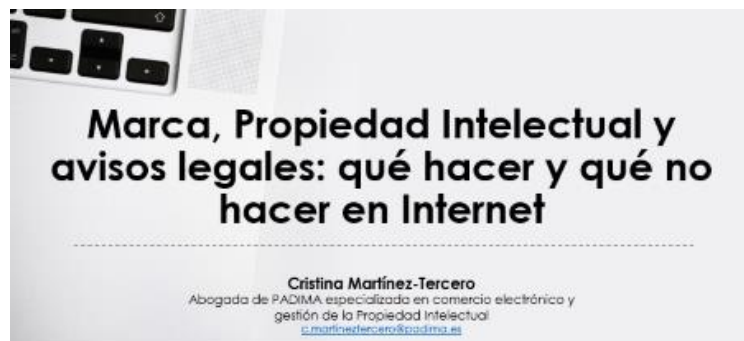 Marca, Propiedad Intelectual y
avisos legales: qué hacer y qué no
hacer en Internet
Cristina Martínez-Tercero
Abogada de PADIMA especializada en comercio electrónico y
gestión de la Propiedad Intelectual
c.martineztercero@padima.es